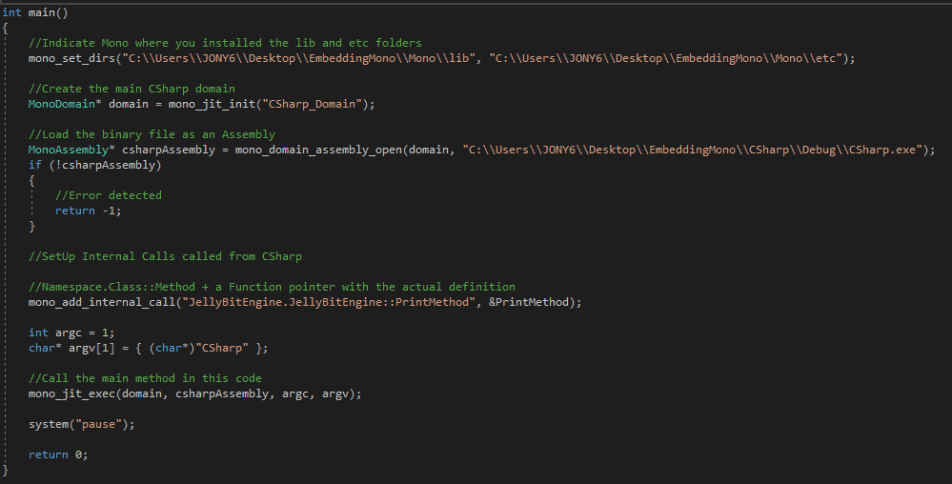 int main()
{
//Indicate Mono where you installed the lib and etc folders
mono_set_dirs("C:\\Users\\JONY6\\Desktop\\EmbeddingMono\\Mono\\lib", "C:\\Users\\JONY6\\Desktop\\EmbeddingMono\\Mono\\etc");
//Create the main CSharp domain
MonoDomain* domain = mono_jit_init("CSharp_Domain");
//Load the binary file as an Assembly
MonoAssembly* csharpAssembly = mono_domain_assembly_open(domain, "C:\\Users\\JONY6\\Desktop\\EmbeddingMono\\CSharp\\Debug\\CSharp.exe");
if (!csharpAssembly)
{
//Error detected
return -1;
}
//SetUp Internal Calls called from CSharp
//Namespace.Class::Method + a Function pointer with the actual definition
mono_add_internal_call("JellyBitEngine.JellyBitEngine::PrintMethod", &PrintMethod);
int argc = 1;
char* argv[1] = { (char*)"CSharp" };
//Call the main method in this code
mono_jit_exec(domain, csharpAssembly, argc, argv);
system("pause");
return 0;
}